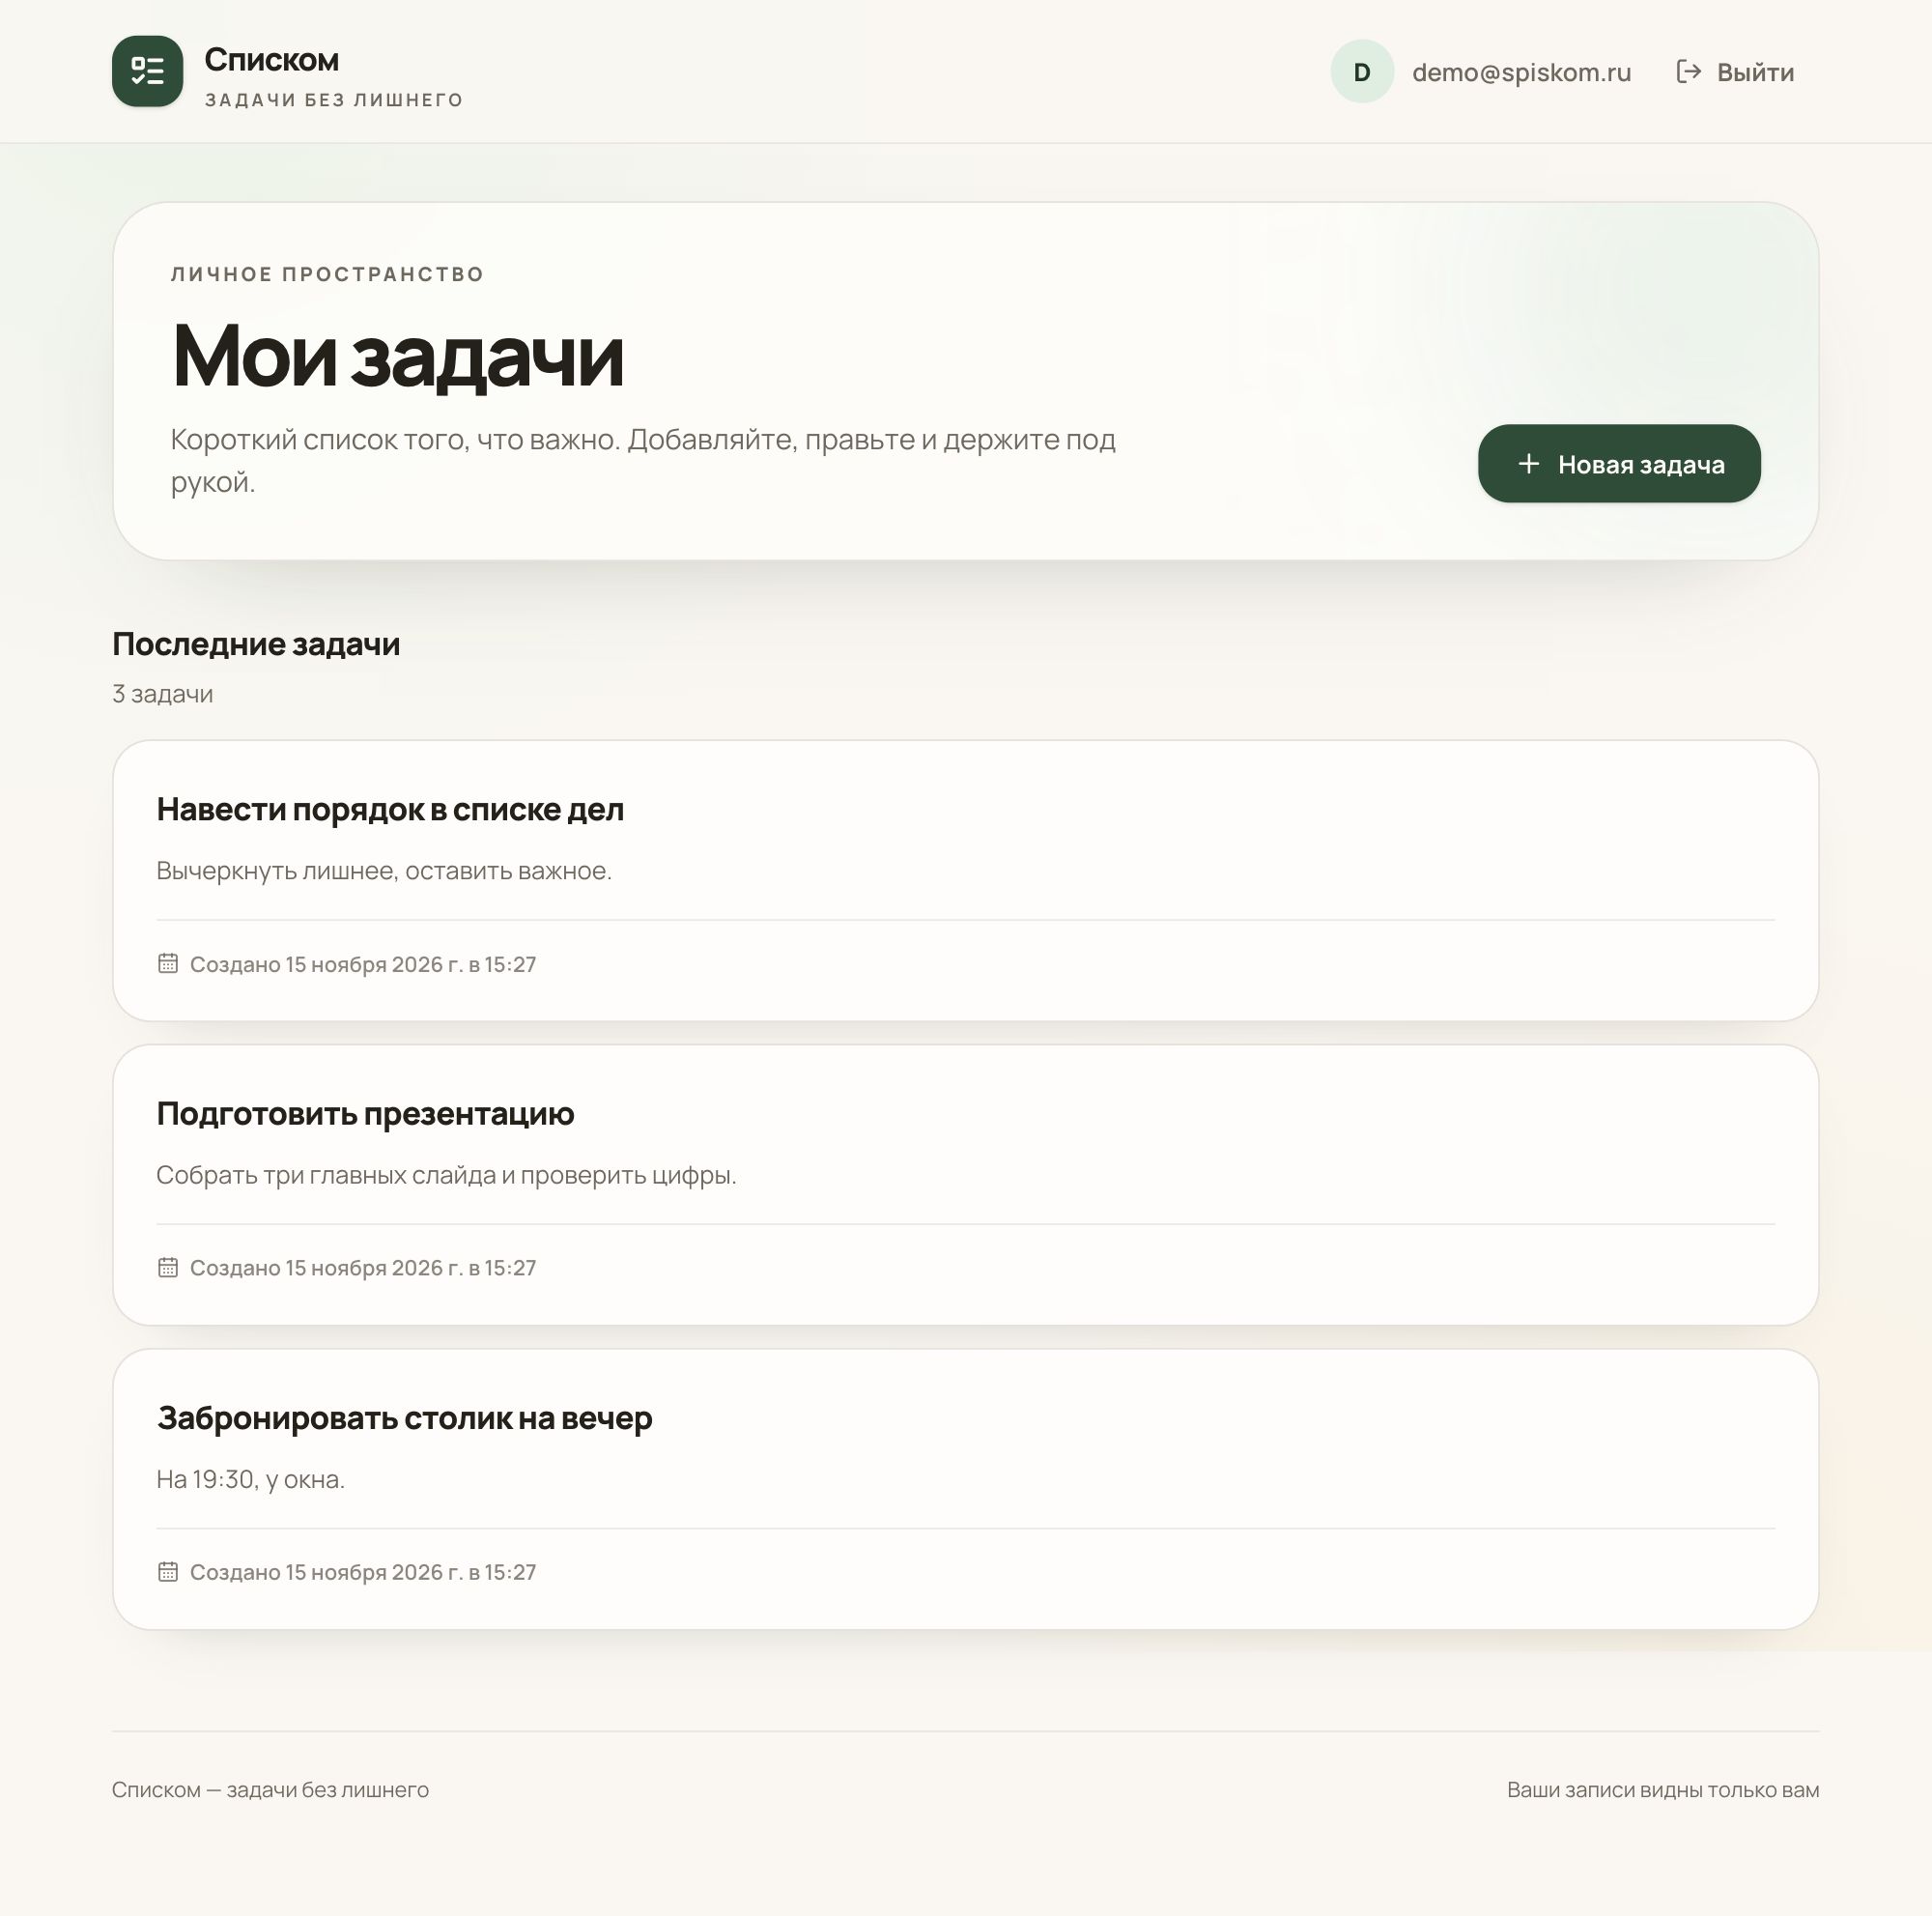 Списком
ЗАДАЧИ БЕЗ ЛИШНЕГО
D
demo@spiskom.ru
Выйти
ЛИЧНОЕ ПРОСТРАНСТВО
Мои задачи
Короткий список того, что важно. Добавляйте, правьте и держите под
рукой.
Новая задача
Последние задачи
3 задачи
Навести порядок в списке дел
Вычеркнуть лишнее, оставить важное.
Создано 15 ноября 2026 г. в 15:27
Подготовить презентацию
Собрать три главных слайда и проверить цифры.
Создано 15 ноября 2026 г. в 15:27
Забронировать столик на вечер
На 19:30, у окна.
Создано 15 ноября 2026 г. в 15:27
Списком — задачи без лишнего
Ваши записи видны только вам